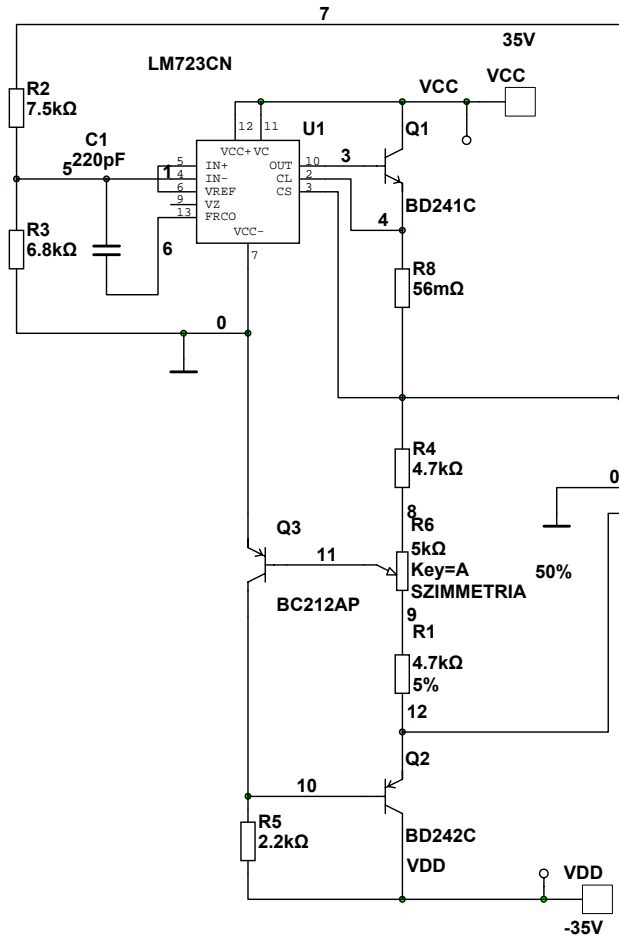 7
35V
LM723CN
R2
7.5kΩ
VCC
VCC
C1
220pF
12
11
U1
Q1
VCC+
VC
5
1
5
IN+
OUT
10
3
4
IN-
CL
2
6
VREF
CS
3
9
VZ
13
FRCO
VCC-
BD241C
4
R3
6.8kΩ
6
7
R8
56mΩ
0
R4
4.7kΩ
0
8
R6
Q3
5kΩ
11
Key=A
50%
SZIMMETRIA
BC212AP
9
R1
4.7kΩ
5%
12
Q2
10
R5
2.2kΩ
BD242C
VDD
VDD
-35V